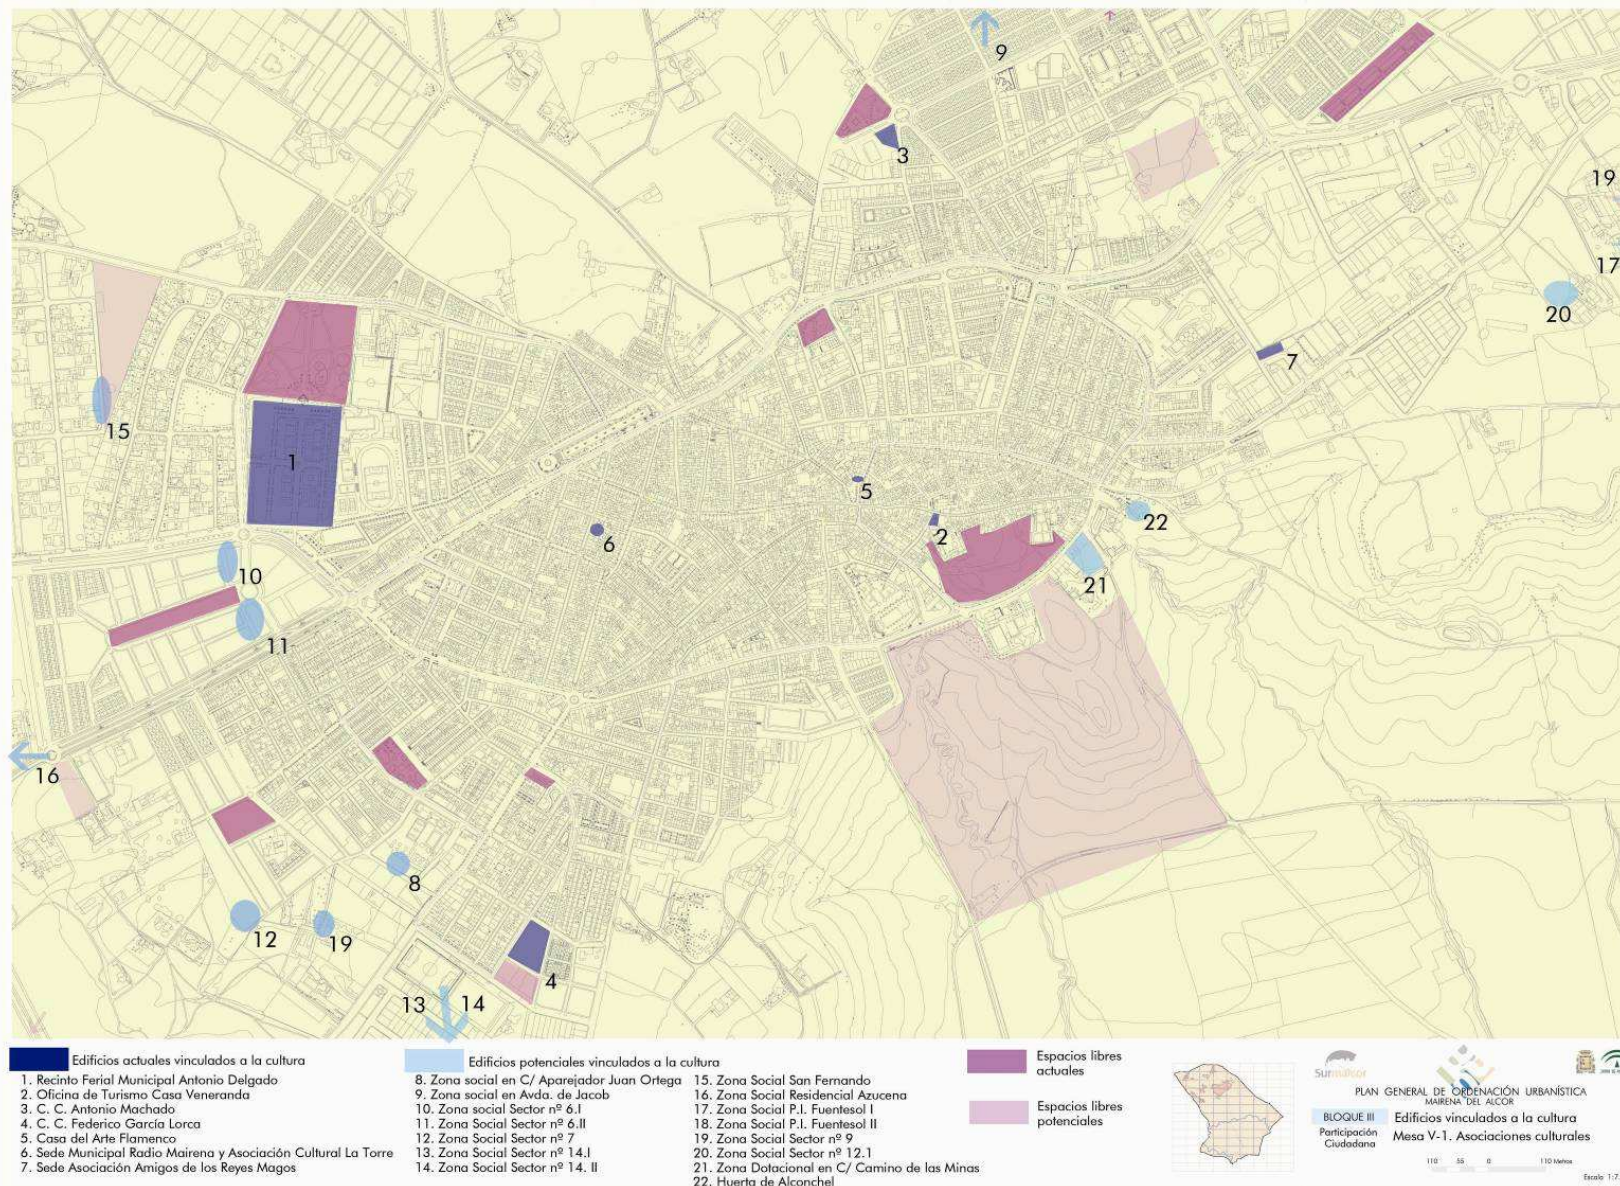 9
3
19
17
20
7
15
1
5
22
6
2
21
10
11
16
8
12
19
4
13
14
Edificios actuales vinculados a la cultura
1. Recinto Ferial Municipal Antonio Delgado
2. Oficina de Turismo Casa Veneranda
3. C. C. Antonio Machado
4. C. C. Federico García Lorca
5. Casa del Arte Flamenco
6. Sede Municipal Radio Mairena y Asociación Cultural La Torre
7. Sede Asociación Amigos de los Reyes Magos
Edificios potenciales vinculados a la cultura
8. Zona social en C/ Aparejador Juan Ortega
9. Zona social en Avda. de Jacob
10. Zona social Sector nº 6.I
11. Zona Social Sector nº 6.II
12. Zona Social Sector nº 7
13. Zona Social Sector nº 14.I
14. Zona Social Sector nº 14. II
15. Zona Social San Fernando
16. Zona Social Residencial Azucena
17. Zona Social P.I. Fuentesol I
18. Zona Social P.I. Fuentesol II
19. Zona Social Sector nº 9
20. Zona Social Sector nº 12.1
21. Zona Dotacional en C/ Camino de las Minas
22. Huerta de Alconchel
Espacios libres
actuales
Espacios libres
potenciales
Surmalcor
PLAN GENERAL DE ORDENACIÓN URBANÍSTICA
MAIRENA DEL ALCOR
BLOQUE III
Participación
Ciudadana
Edificios vinculados a la cultura
Mesa V-1. Asociaciones culturales
110 55 0 110 Metros
Escala 1:7